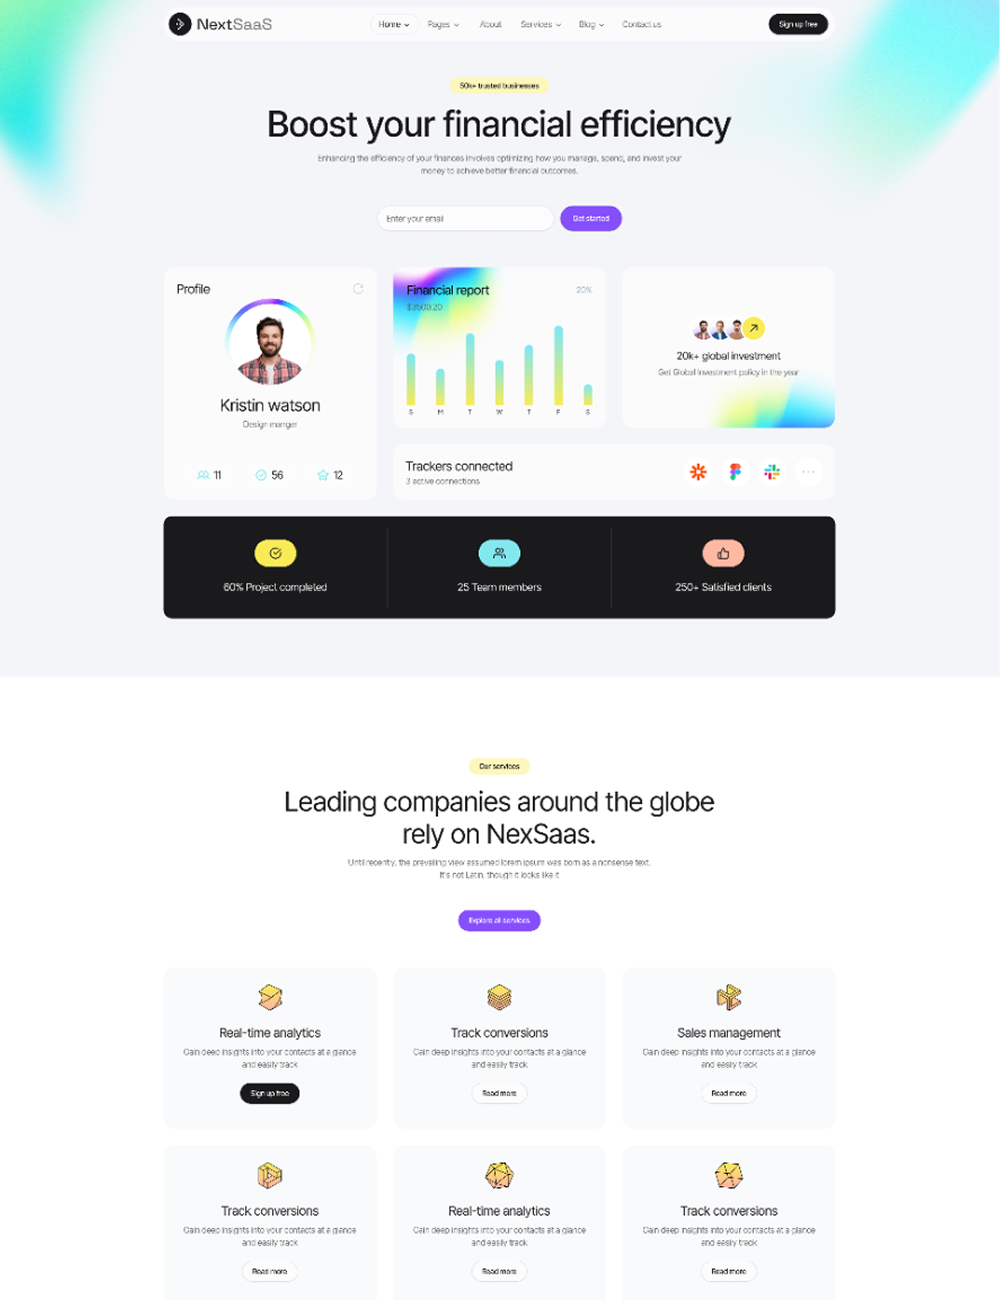 NextSaaS
Home
Pages
About
Services
Blog
Contact us
Sign up free
50k+ trusted businesses
Boost your financial efficiency
Enhancing the efficiency of your finances involves optimizing how you manage, spend, and invest your
money to achieve better financial outcomes.
Enter your email
Get started
Profile
Kristin watson
Design manger
11
56
12
Financial report
20%
$3500.20
S M T W T F S
20k+ global investment
Get Global Investment policy in the year
Trackers connected
3 active connections
60% Project completed
25 Team members
250+ Satisfied clients
Our services
Leading companies around the globe
rely on NexSaas.
Until recently, the prevailing view assumed lorem ipsum was born as a nonsense text.
It's not Latin, though it looks like it
Explore all services
Real-time analytics
Gain deep insights into your contacts at a glance
and easily track
Sign up free
Track conversions
Gain deep insights into your contacts at a glance
and easily track
Read more
Sales management
Gain deep insights into your contacts at a glance
and easily track
Read more
Track conversions
Gain deep insights into your contacts at a glance
and easily track
Read more
Real-time analytics
Gain deep insights into your contacts at a glance
and easily track
Read more
Track conversions
Gain deep insights into your contacts at a glance
and easily track
Read more